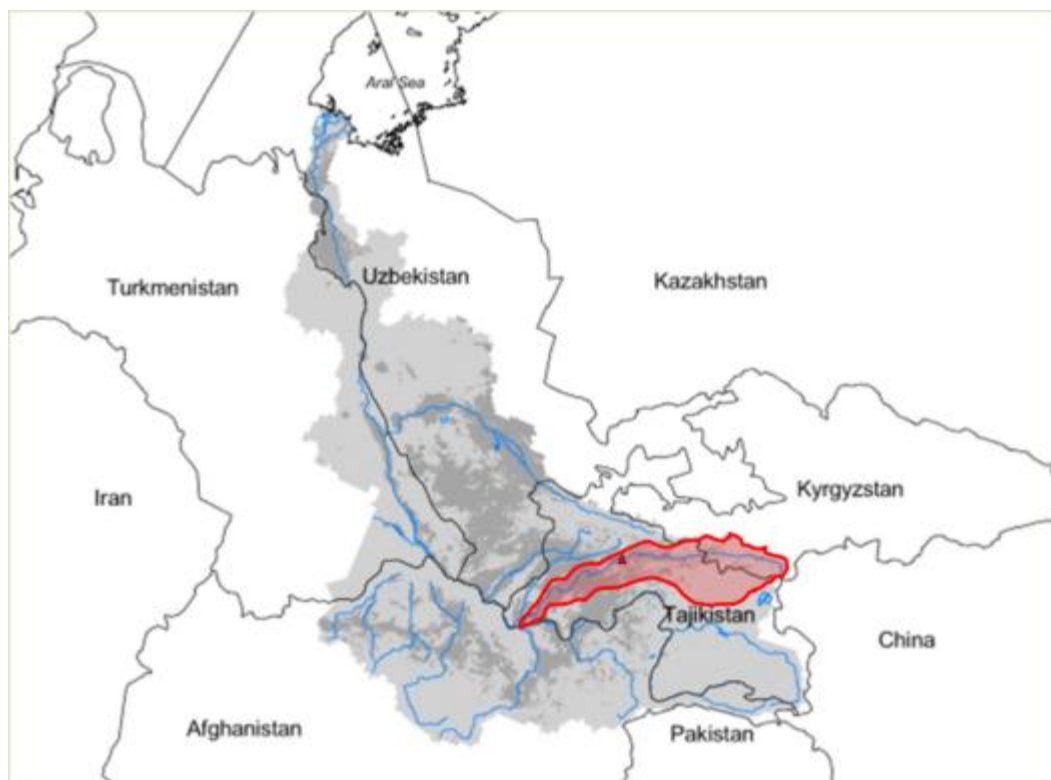 Aral Sea
Turkmenistan
Uzbekistan
Kazakhstan
Iran
Kyrgyzstan
Tajikistan
China
Afghanistan
Pakistan